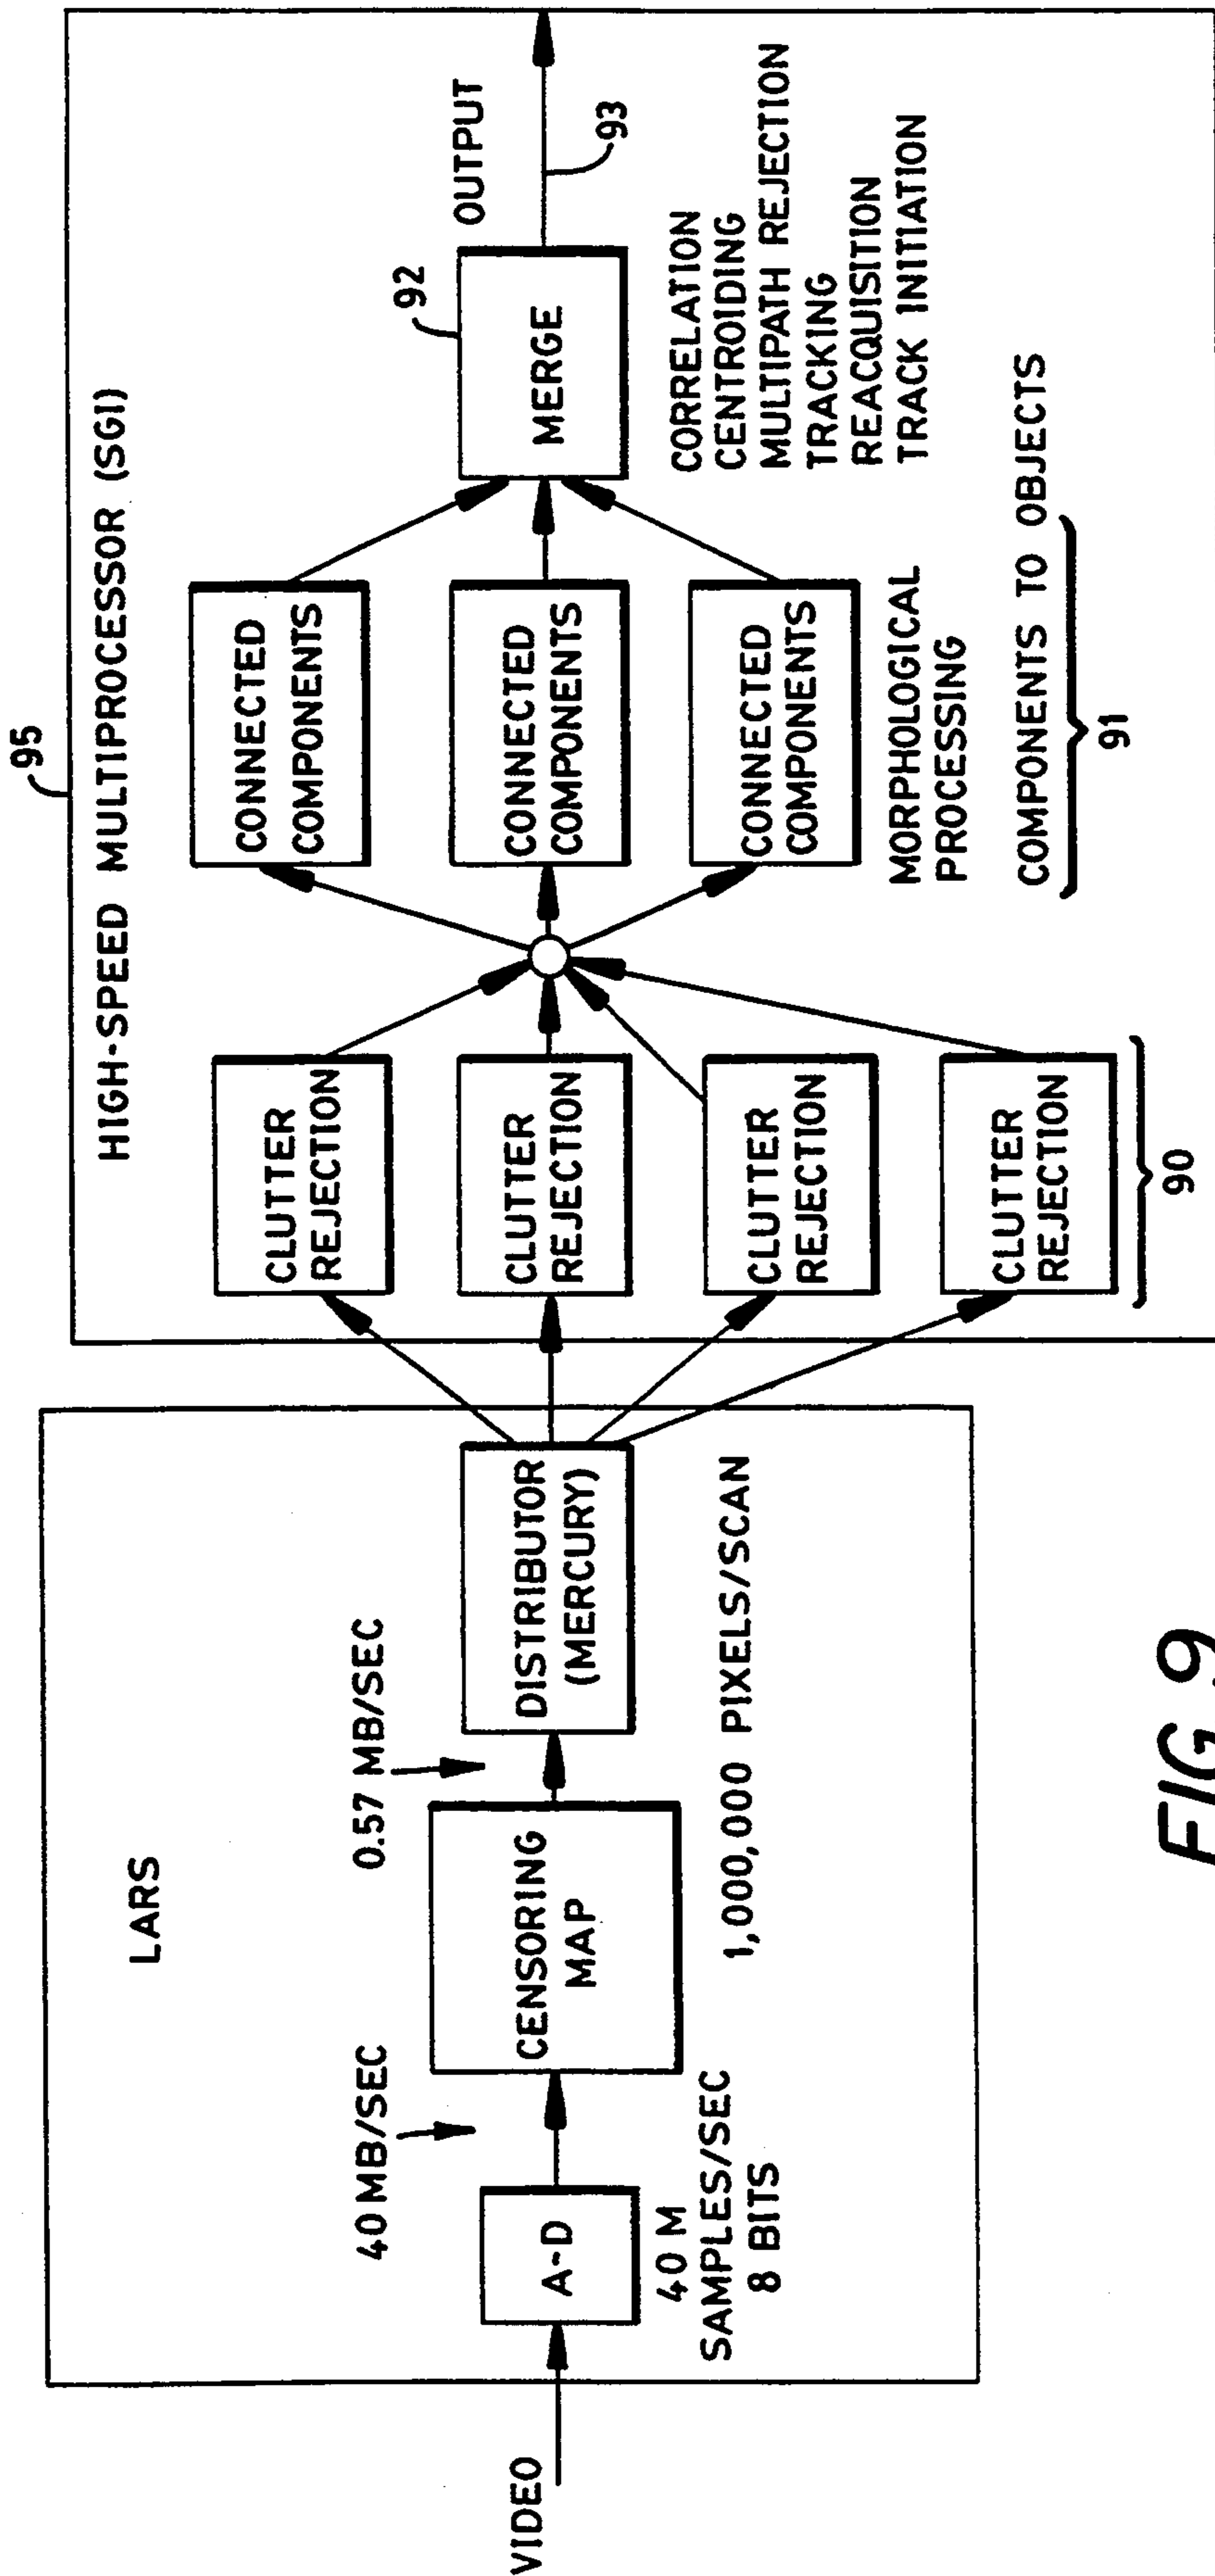 LARS
VIDEO
A-D
40 M
SAMPLES/SEC
8 BITS
40 MB/SEC
CENSORING
MAP
0.57 MB/SEC
DISTRIBUTOR
(MERCURY)
1,000,000 PIXELS/SCAN
95
HIGH-SPEED MULTIPROCESSOR (SGI)
CLUTTER
REJECTION
CLUTTER
REJECTION
CLUTTER
REJECTION
CLUTTER
REJECTION
90
CONNECTED
COMPONENTS
CONNECTED
COMPONENTS
CONNECTED
COMPONENTS
MORPHOLOGICAL
PROCESSING
COMPONENTS TO OBJECTS
91
92
MERGE
OUTPUT
93
CORRELATION
CENTROIDING
MULTIPATH REJECTION
TRACKING
REACQUISITION
TRACK INITIATION
FIG. 9